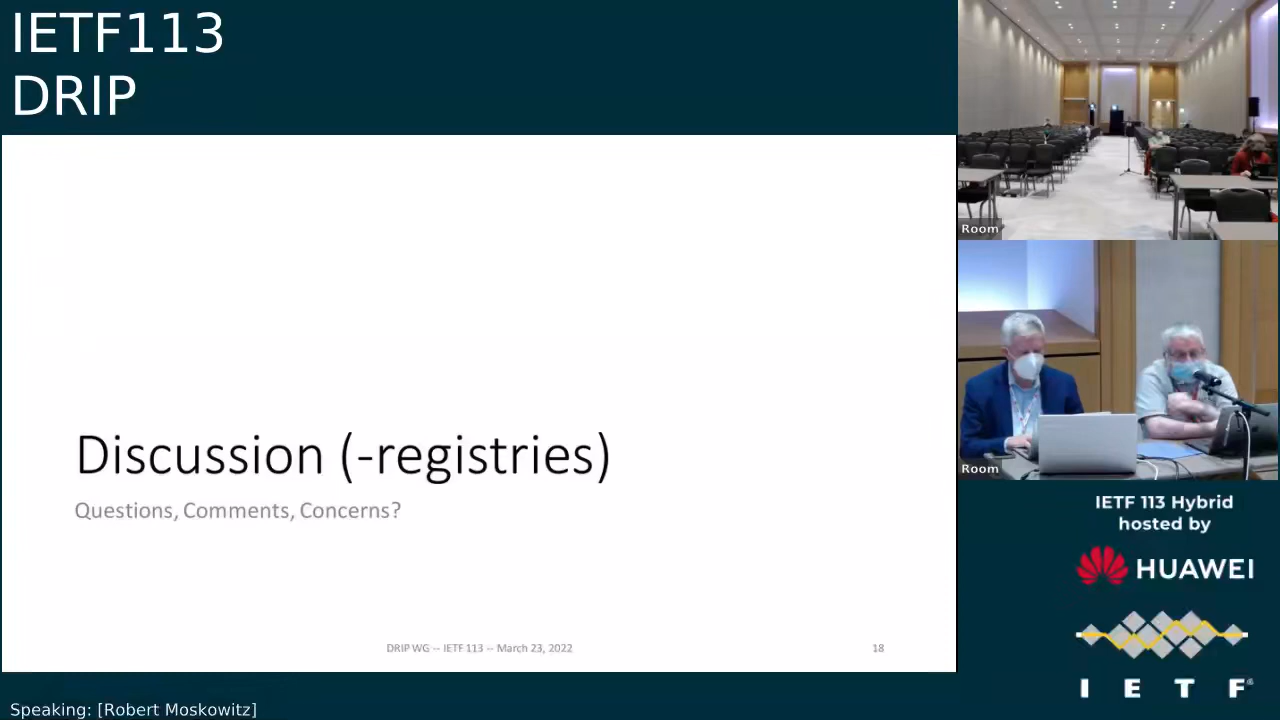 IETF113
DRIP
Room
Discussion (-registries)
Questions, Comments, Concerns?
DRIP WG -- IETF 113 -- March 23, 2022
18
Room
IETF 113 Hybrid
hosted by
HUAWEI
I E T F®
Speaking: [Robert Moskowitz]